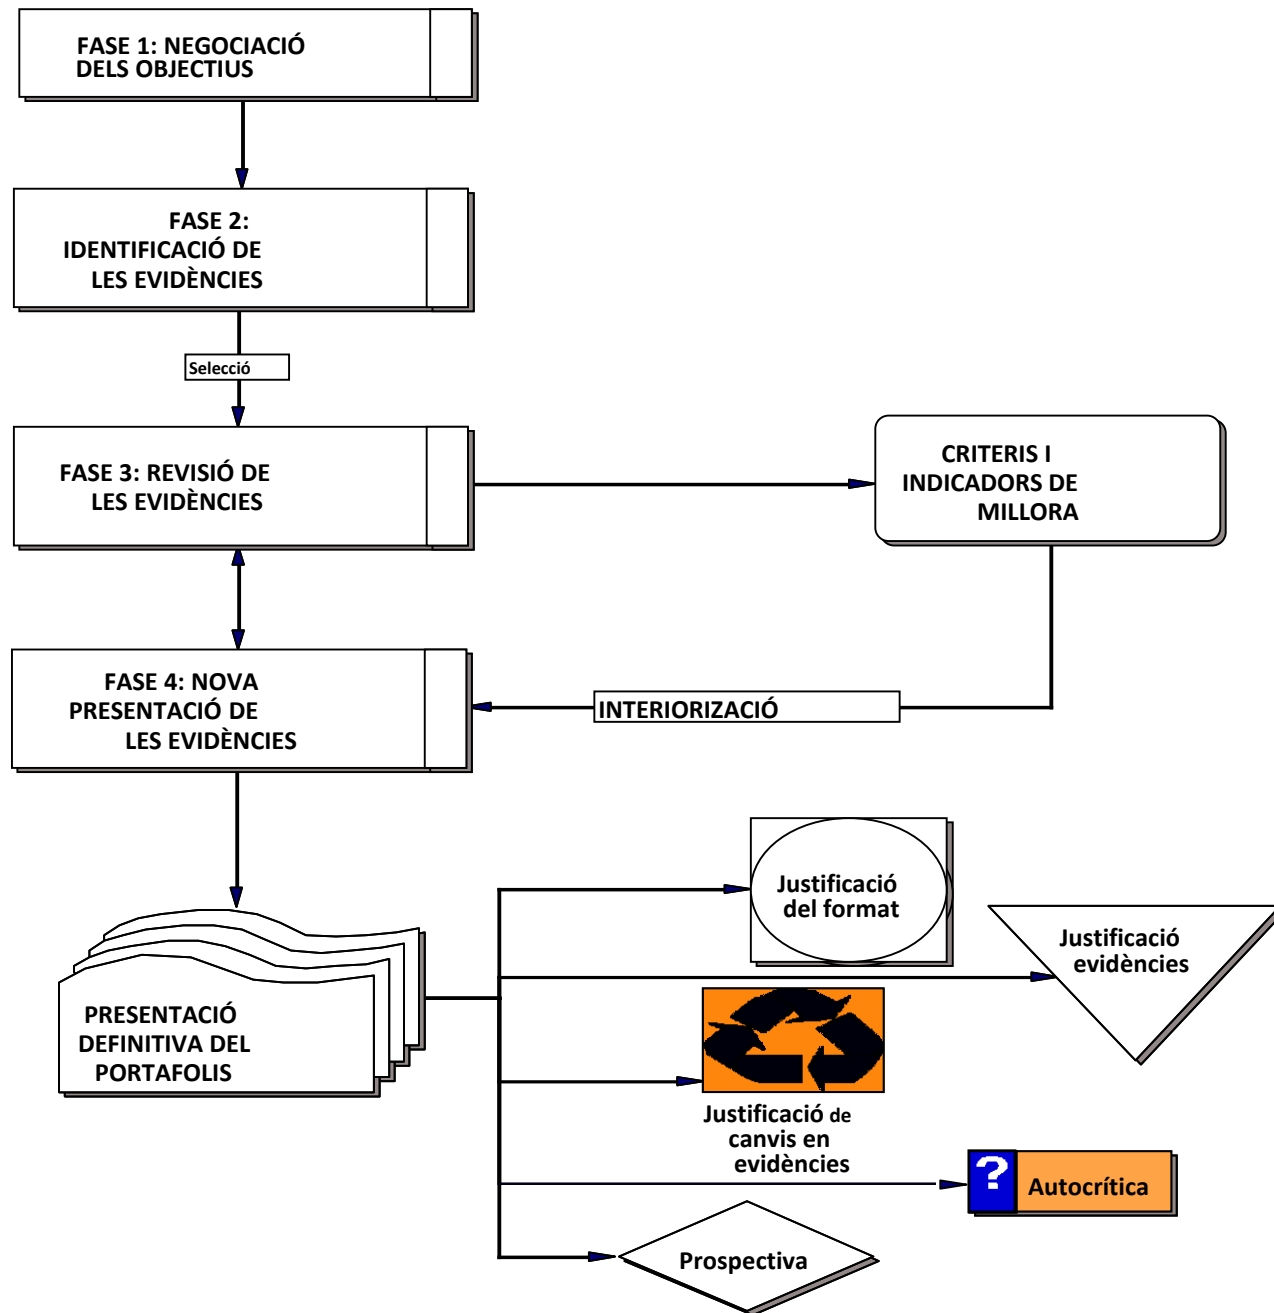 FASE 1: NEGOCIACIÓ
DELS OBJECTIUS
FASE 2:
IDENTIFICACIÓ DE
LES EVIDÈNCIES
Selecció
FASE 3: REVISIÓ DE
LES EVIDÈNCIES
CRITERIS I
INDICADORS DE
MILLORA
FASE 4: NOVA
PRESENTACIÓ DE
LES EVIDÈNCIES
INTERIORIZACIÓ
Justificació
del format
Justificació
evidències
PRESENTACIÓ
DEFINITIVA DEL
PORTAFOLIS
Justificació de
canvis en
evidències
?
Autocrítica
Prospectiva